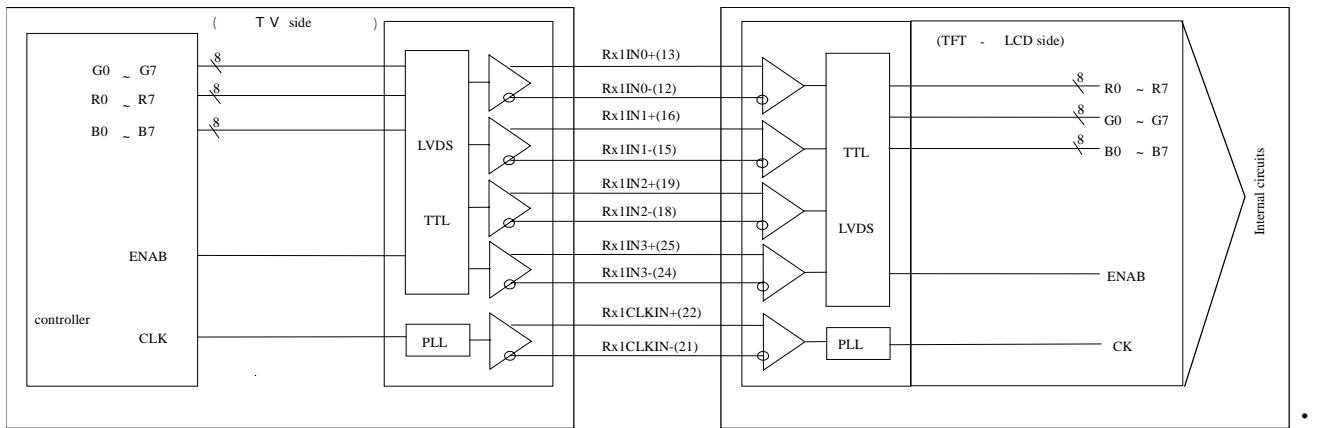 ( TV side )
G0 ~ G7
8
R0 ~ R7
8
B0 ~ B7
8
ENAB
controller
CLK
LVDS
TTL
PLL
Rx1IN0+(13)
Rx1IN0-(12)
Rx1IN1+(16)
Rx1IN1-(15)
Rx1IN2+(19)
Rx1IN2-(18)
Rx1IN3+(25)
Rx1IN3-(24)
Rx1CLKIN+(22)
Rx1CLKIN-(21)
TTL
LVDS
PLL
(TFT - LCD side)
8
R0 ~ R7
8
G0 ~ G7
8
B0 ~ B7
ENAB
CK
Internal circuits